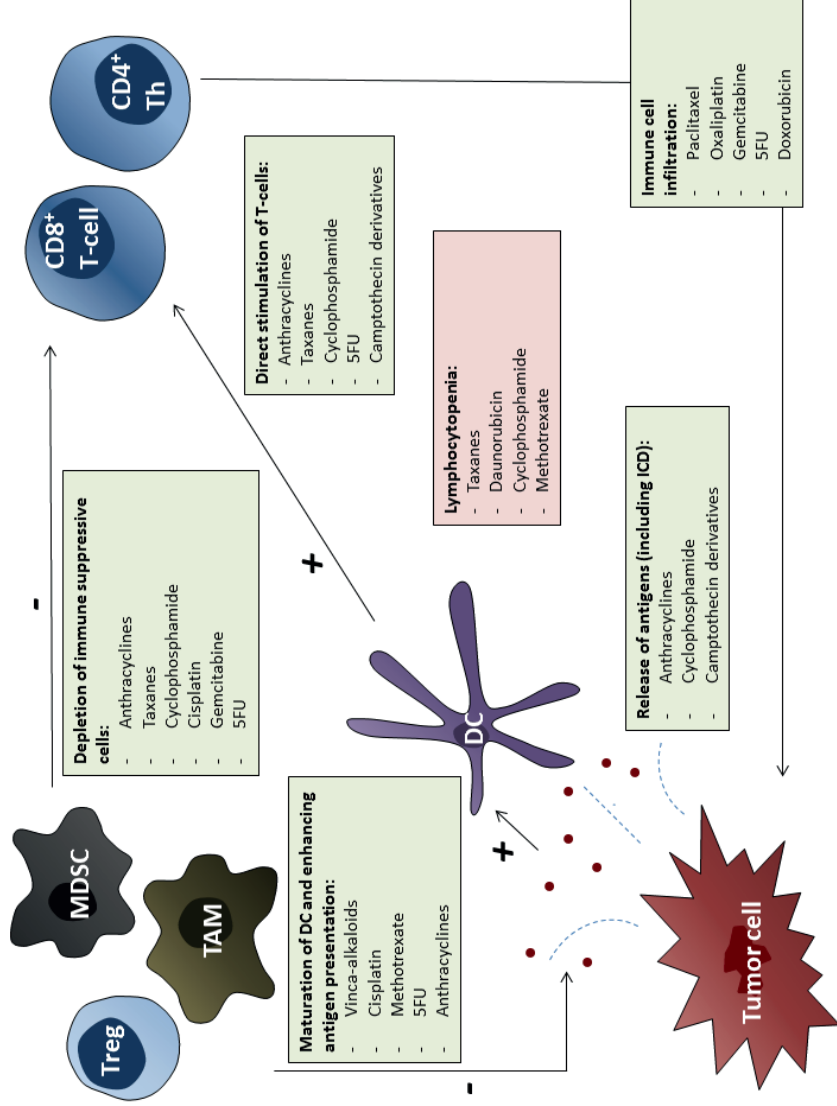 Treg
MDSC
TAM
-
Depletion of immune suppressive
cells:
- Anthracyclines
- Taxanes
- Cyclophosphamide
- Cisplatin
- Gemcitabine
- 5FU
CD8+
T-cell
CD4+
Th
-
Maturation of DC and enhancing
antigen presentation:
- Vinca-alkaloids
- Cisplatin
- Methotrexate
- 5FU
- Anthracyclines
+
Direct stimulation of T-cells:
- Anthracyclines
- Taxanes
- Cyclophosphamide
- 5FU
- Camptothecin derivatives
+
DC
Lymphocytopenia:
- Taxanes
- Daunorubicin
- Cyclophosphamide
- Methotrexate
Tumor cell
Release of antigens (including ICD):
- Anthracyclines
- Cyclophosphamide
- Camptothecin derivatives
Immune cell
infiltration:
- Paclitaxel
- Oxaliplatin
- Gemcitabine
- 5FU
- Doxorubicin